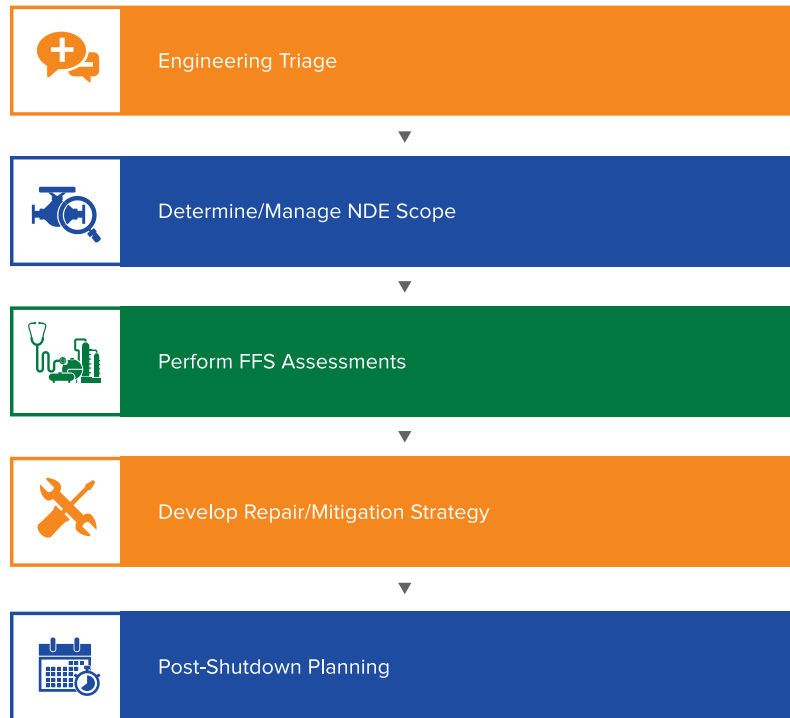 Engineering Triage
Determine/Manage NDE Scope
Perform FFS Assessments
Develop Repair/Mitigation Strategy
Post-Shutdown Planning